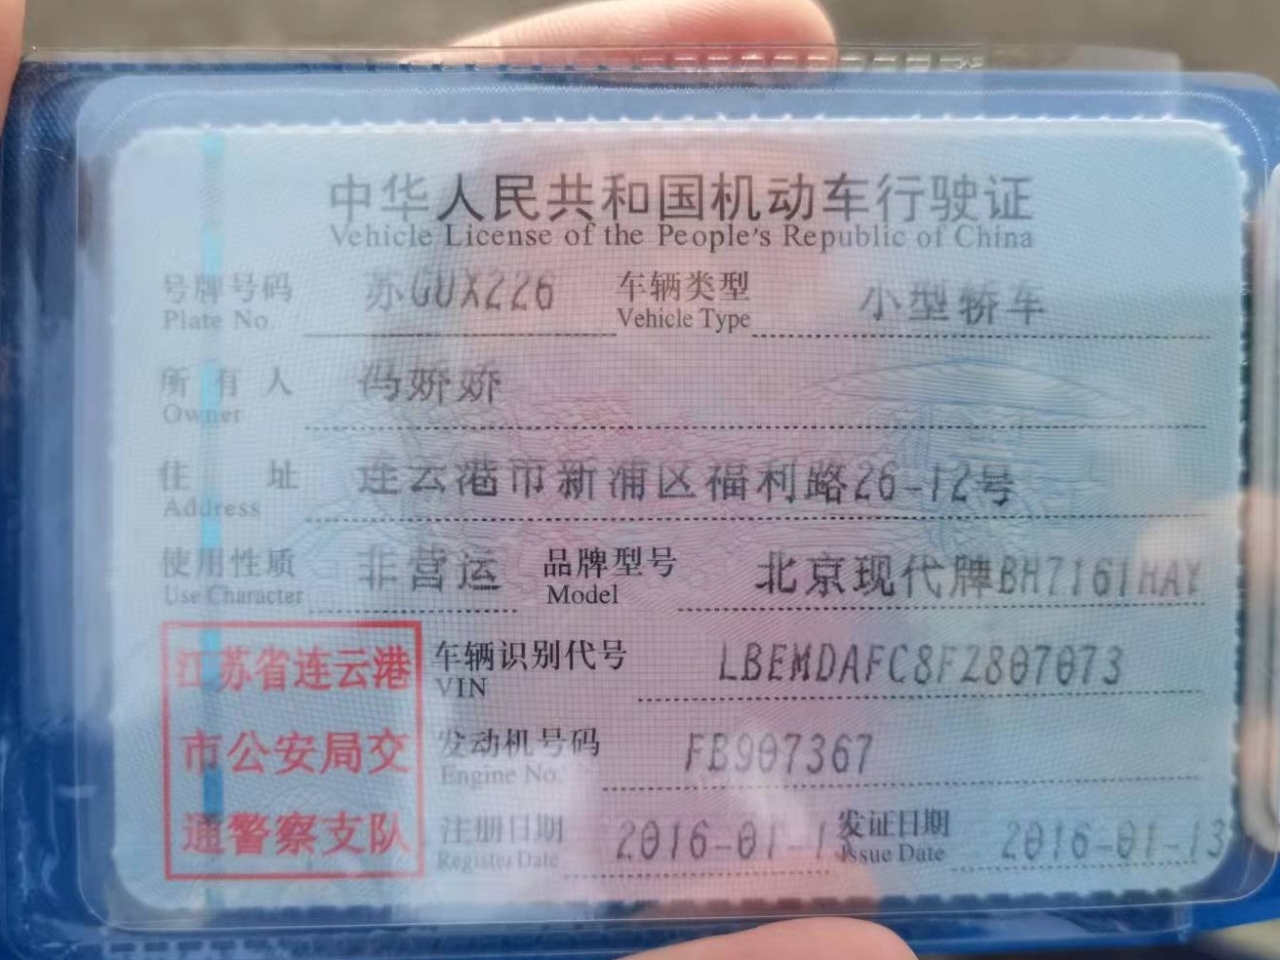 中华人民共和国机动车行驶证
Vehicle License of the People's Republic of China
号牌号码 苏GUX226 车辆类型 小型轿车
Plate No. Vehicle Type
所有人 冯娇娇
Owner
住址 连云港市新浦区福利路26-12号
Address
使用性质 非营运 品牌型号 北京现代牌BH7161HAY
Use Character Model
江苏省连云港
市公安局交
通警察支队
车辆识别代号 LBEMDAFC8FZ807073
VIN
发动机号码 FB907367
Engine No.
注册日期 2016-01-13 发证日期 2016-01-13
Register Date Issue Date